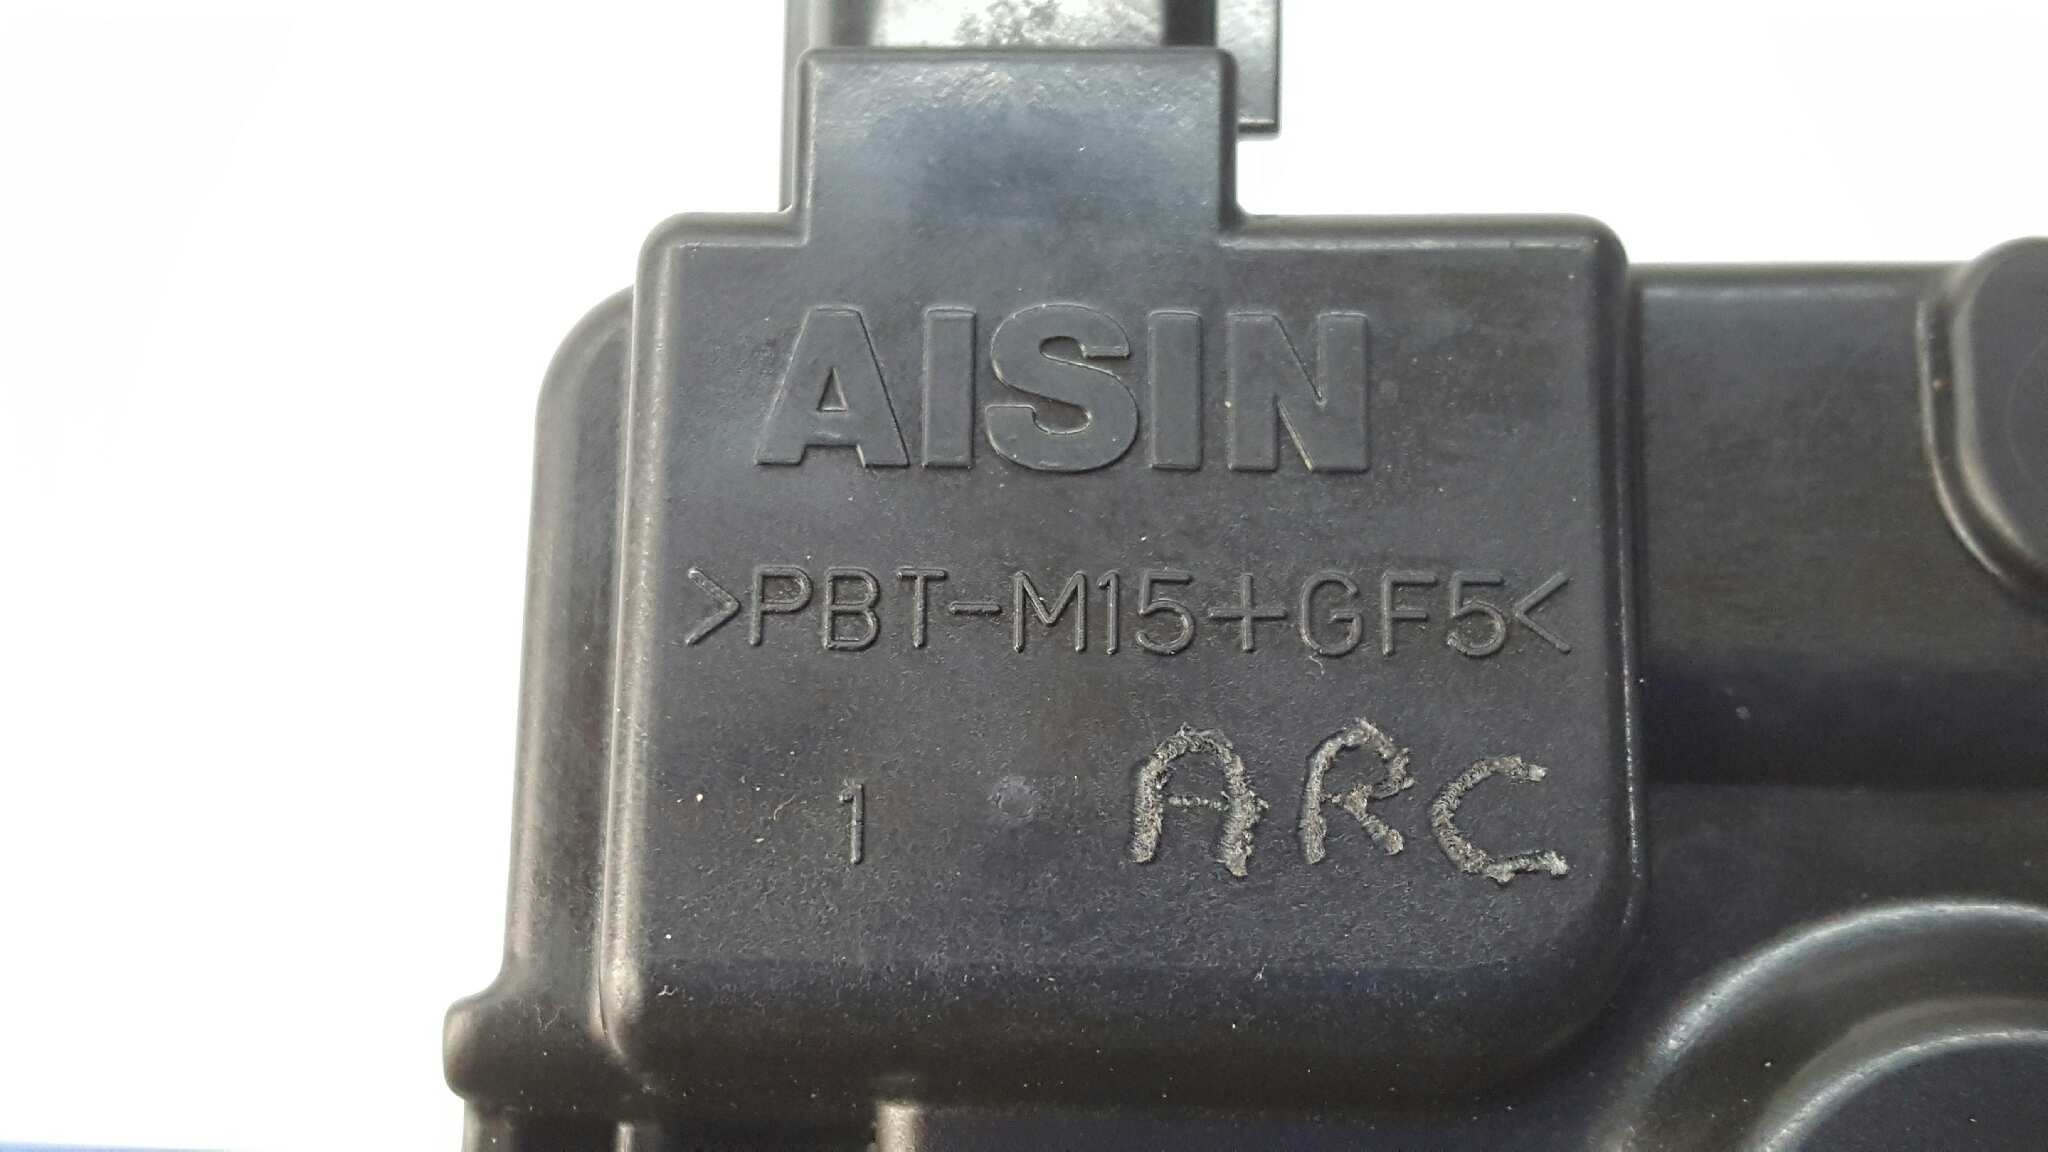 AISIN
>PBT-M15+GF5<
1 ARC